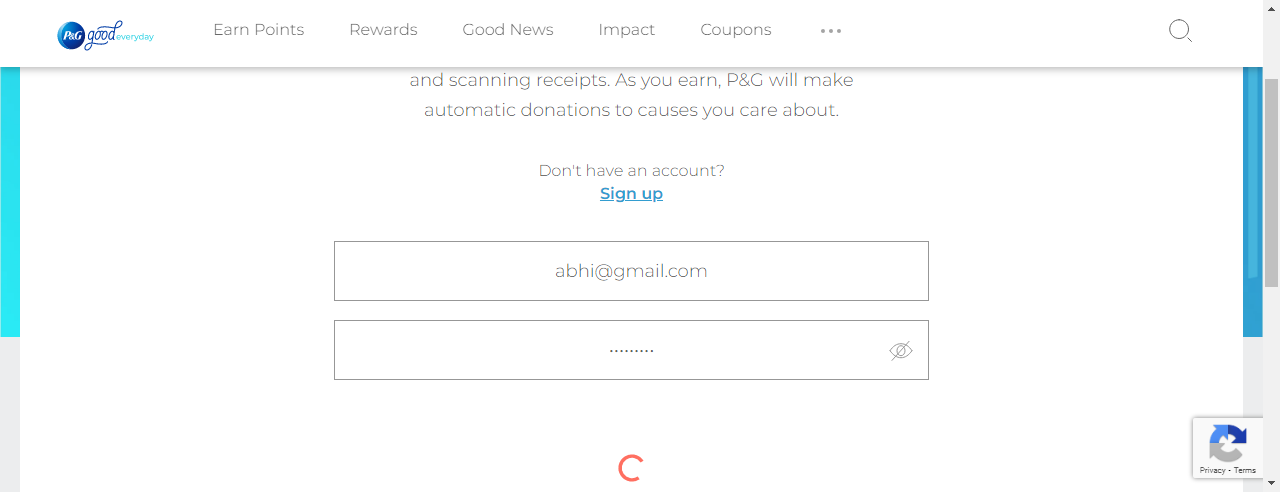 P&G good everyday
Earn Points
Rewards
Good News
Impact
Coupons
and scanning receipts. As you earn, P&G will make
automatic donations to causes you care about.
Don't have an account?
Sign up
abhi@gmail.com
•••••••••
Privacy - Terms